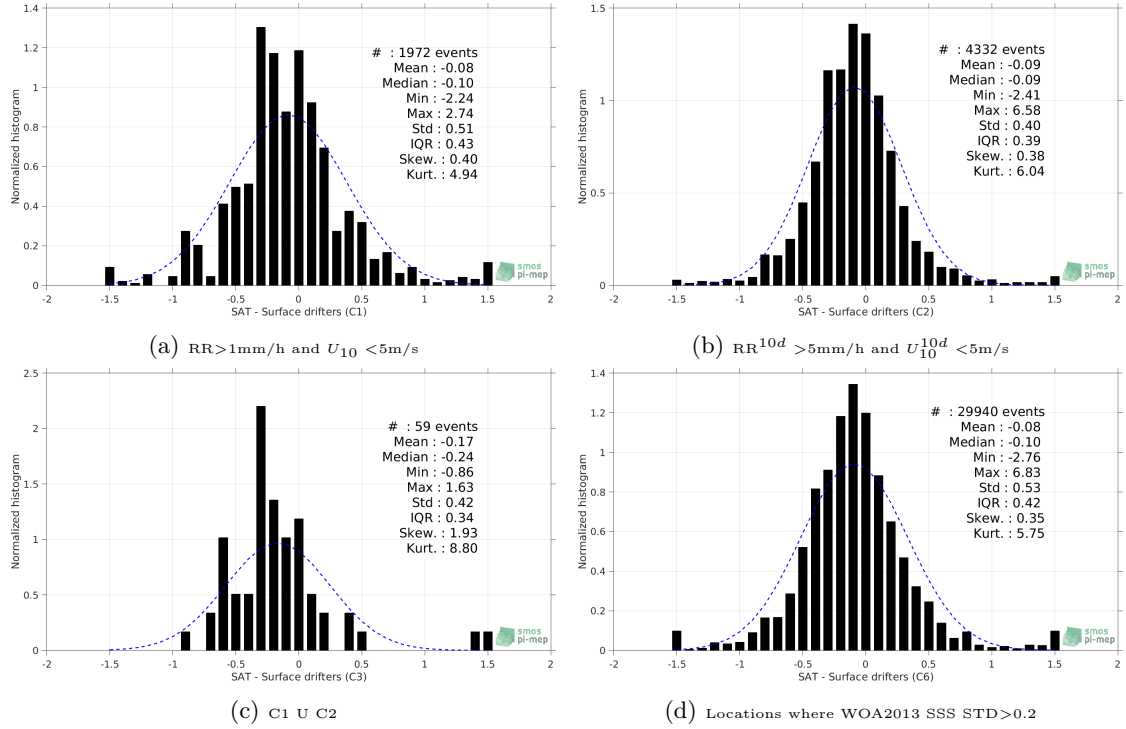 Normalized histogram
1.4
1.2
1
0.8
0.6
0.4
0.2
0
-2
-1.5
-1
-0.5
0
0.5
1
1.5
2
# : 1972 events
Mean : -0.08
Median : -0.10
Min : -2.24
Max : 2.74
Std : 0.51
IQR : 0.43
Skew. : 0.40
Kurt. : 4.94
smos
pi-mep
SAT - Surface drifters (C1)
(a) RR>1mm/h and U10 <5m/s
Normalized histogram
1.5
1
0.5
0
-2
-1.5
-1
-0.5
0
0.5
1
1.5
2
# : 4332 events
Mean : -0.09
Median : -0.09
Min : -2.41
Max : 6.58
Std : 0.40
IQR : 0.39
Skew. : 0.38
Kurt. : 6.04
smos
pi-mep
SAT - Surface drifters (C2)
(b) RR10d >5mm/h and U10 10d <5m/s
Normalized histogram
2.5
2
1.5
1
0.5
0
-2
-1.5
-1
-0.5
0
0.5
1
1.5
2
# : 59 events
Mean : -0.17
Median : -0.24
Min : -0.86
Max : 1.63
Std : 0.42
IQR : 0.34
Skew. : 1.93
Kurt. : 8.80
smos
pi-mep
SAT - Surface drifters (C3)
(c) C1 U C2
Normalized histogram
1.4
1.2
1
0.8
0.6
0.4
0.2
0
-2
-1.5
-1
-0.5
0
0.5
1
1.5
2
# : 29940 events
Mean : -0.08
Median : -0.10
Min : -2.76
Max : 6.83
Std : 0.53
IQR : 0.42
Skew. : 0.35
Kurt. : 5.75
smos
pi-mep
SAT - Surface drifters (C6)
(d) Locations where WOA2013 SSS STD>0.2